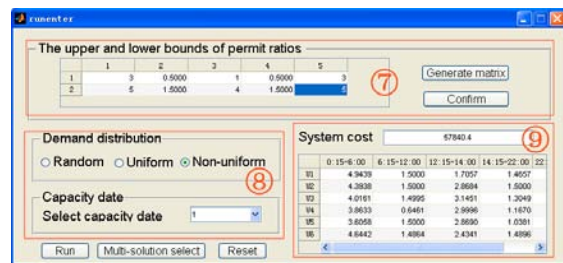 runenter
The upper and lower bounds of permit ratios
1 2 3 4 5
1 3 0.5000 1 0.5000 3
2 5 1.5000 4 1.5000 5
⑦
Generate matrix
Confirm
Demand distribution
Random Uniform Non-uniform
⑧
Capacity date
Select capacity date 1
Run Multi-solution select Reset
System cost 67840.4
⑨
0:15~6:00 6:15~12:00 12:15~14:00 14:15~22:00 22
V1 4.9439 1.5000 1.7057 1.4657
V2 4.3938 1.5000 2.8684 1.5000
V3 4.0161 1.4995 3.1451 1.3049
V4 3.8633 0.6461 2.9996 1.1670
V5 3.6058 1.5000 2.8690 1.0381
V6 4.6442 1.4864 2.4341 1.4896